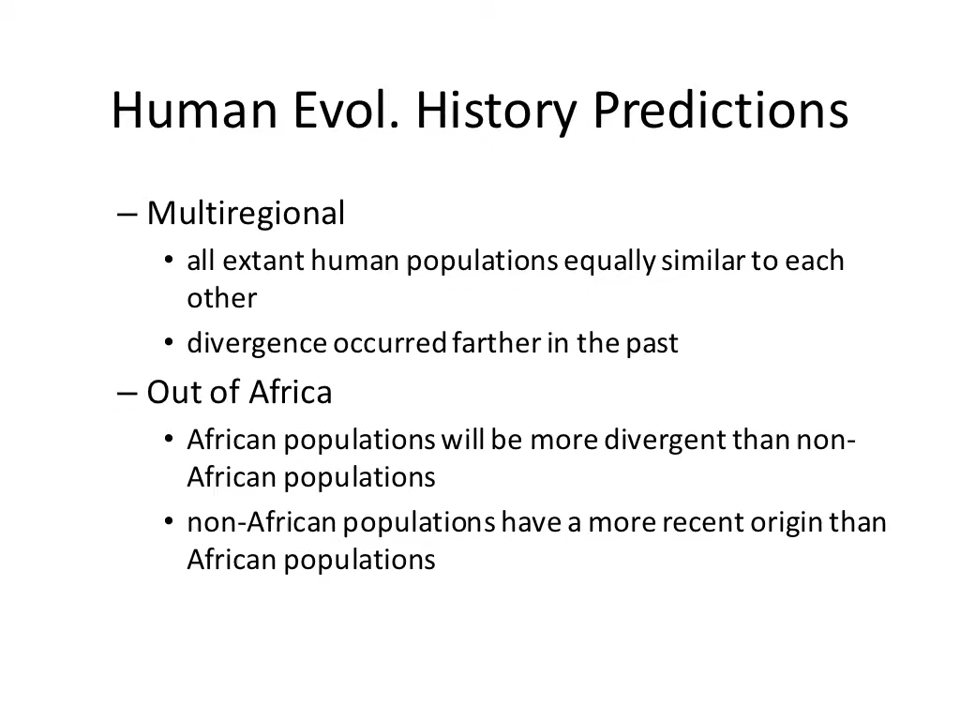 Human Evol. History Predictions
– Multiregional
• all extant human populations equally similar to each
other
• divergence occurred farther in the past
– Out of Africa
• African populations will be more divergent than non-
African populations
• non-African populations have a more recent origin than
African populations